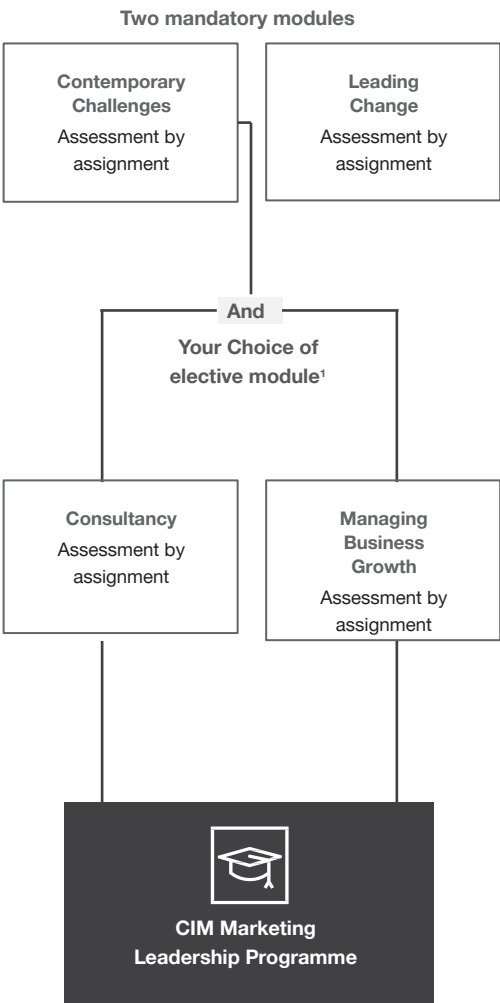 Two mandatory modules
Contemporary
Challenges
Assessment by
assignment
Leading
Change
Assessment by
assignment
And
Your Choice of
elective module¹
Consultancy
Assessment by
assignment
Managing
Business
Growth
Assessment by
assignment
CIM Marketing
Leadership Programme